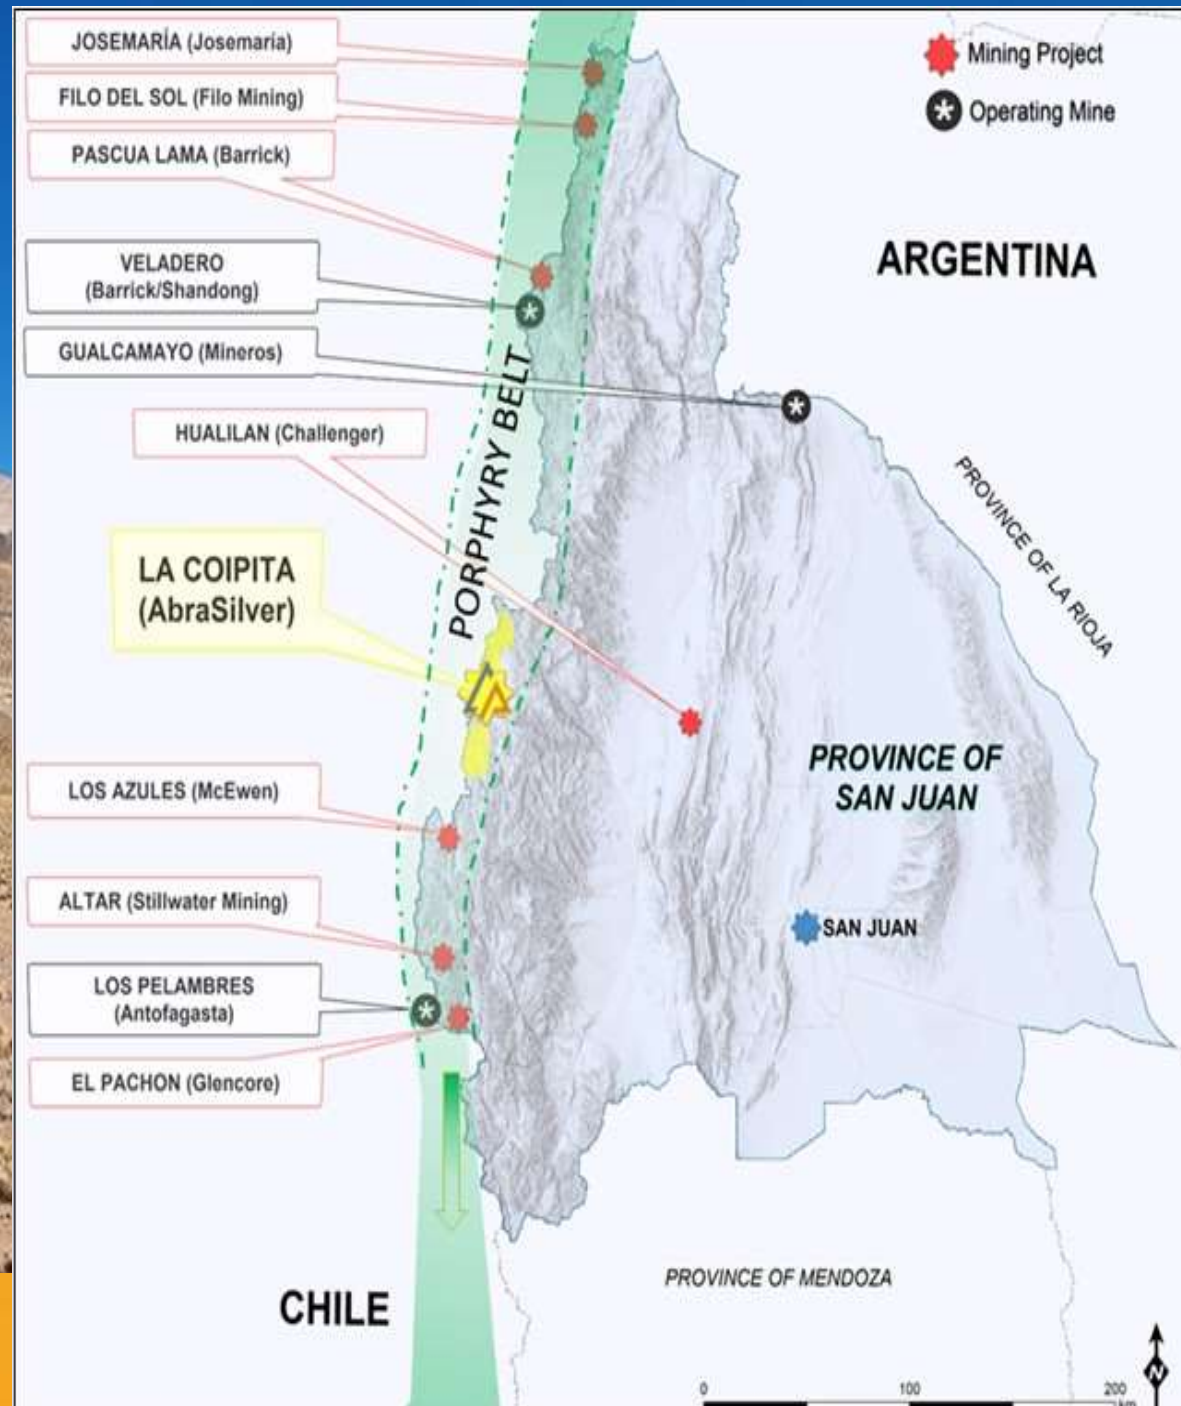 JOSEMARÍA (Josemaria)
FILO DEL SOL (Filo Mining)
PASCUA LAMA (Barrick)
VELADERO
(Barrick/Shandong)
GUALCAMAYO (Mineros)
HUALILAN (Challenger)
LA COIPITA
(AbraSilver)
LOS AZULES (McEwen)
ALTAR (Stillwater Mining)
LOS PELAMBRES
(Antofagasta)
EL PACHON (Glencore)
PORPHYRY BELT
Mining Project
Operating Mine
ARGENTINA
PROVINCE OF LA RIOJA
PROVINCE OF
SAN JUAN
SAN JUAN
PROVINCE OF MENDOZA
CHILE
0 100 200
km
N